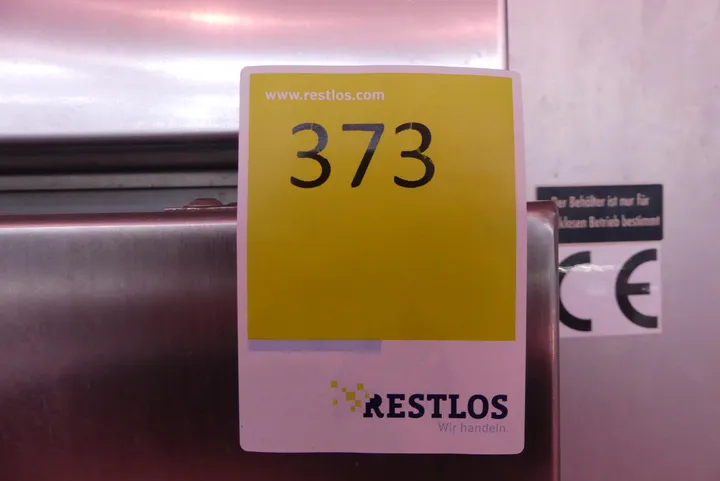 www.restlos.com
373
RESTLOS
Wir handeln.
Behälter ist nur für
Betrieb bestimmt
CE